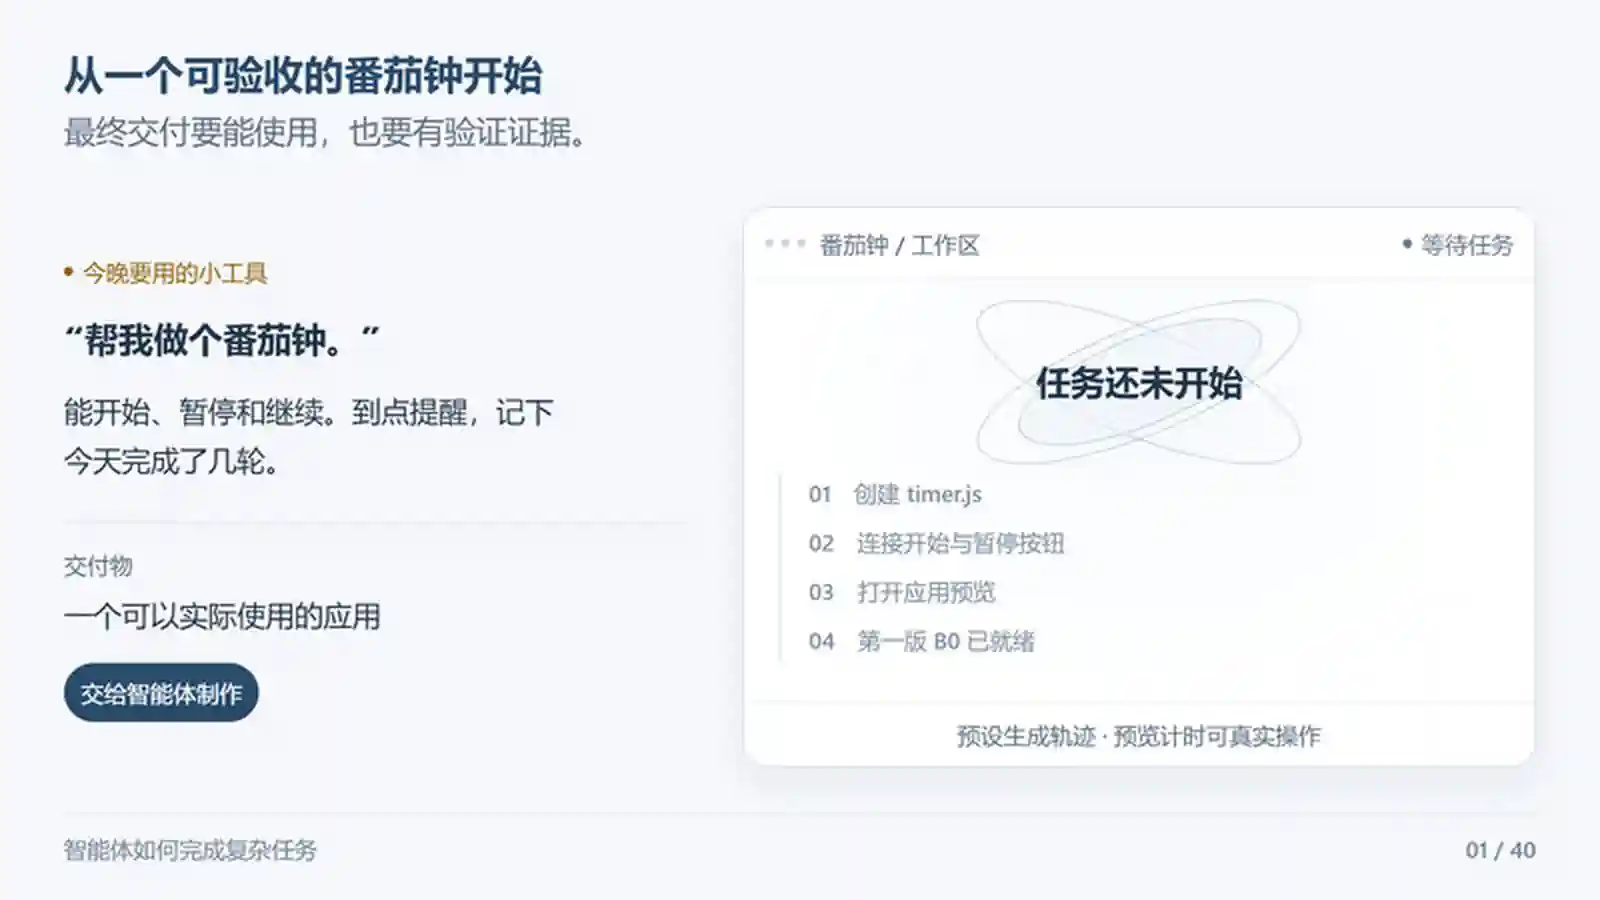 从一个可验收的番茄钟开始
最终交付要能使用，也要有验证证据。
• 今晚要用的小工具
“帮我做个番茄钟。”
能开始、暂停和继续。到点提醒，记下
今天完成了几轮。
交付物
一个可以实际使用的应用
交给智能体制作
番茄钟 / 工作区
• 等待任务
任务还未开始
01 创建 timer.js
02 连接开始与暂停按钮
03 打开应用预览
04 第一版 B0 已就绪
预设生成轨迹 · 预览计时可真实操作
智能体如何完成复杂任务
01 / 40